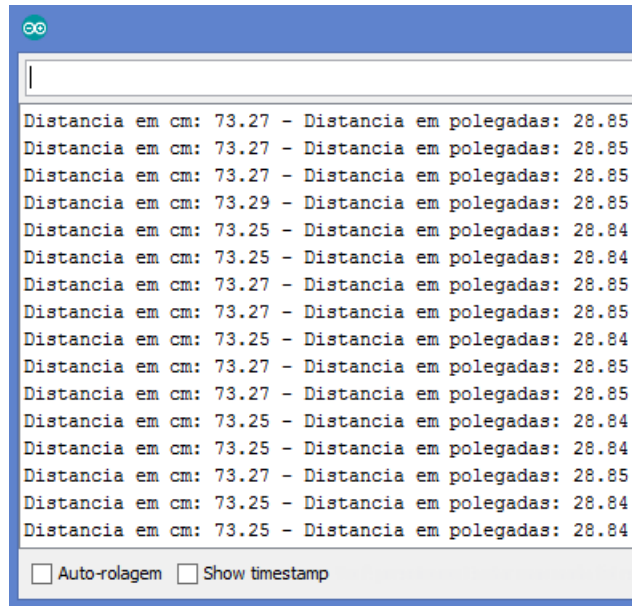 Distancia em cm: 73.27 - Distancia em polegadas: 28.85
Distancia em cm: 73.27 - Distancia em polegadas: 28.85
Distancia em cm: 73.27 - Distancia em polegadas: 28.85
Distancia em cm: 73.29 - Distancia em polegadas: 28.85
Distancia em cm: 73.25 - Distancia em polegadas: 28.84
Distancia em cm: 73.25 - Distancia em polegadas: 28.84
Distancia em cm: 73.27 - Distancia em polegadas: 28.85
Distancia em cm: 73.27 - Distancia em polegadas: 28.85
Distancia em cm: 73.25 - Distancia em polegadas: 28.84
Distancia em cm: 73.27 - Distancia em polegadas: 28.85
Distancia em cm: 73.27 - Distancia em polegadas: 28.85
Distancia em cm: 73.25 - Distancia em polegadas: 28.84
Distancia em cm: 73.25 - Distancia em polegadas: 28.84
Distancia em cm: 73.27 - Distancia em polegadas: 28.85
Distancia em cm: 73.25 - Distancia em polegadas: 28.84
Distancia em cm: 73.25 - Distancia em polegadas: 28.84
Auto-rolagem Show timestamp